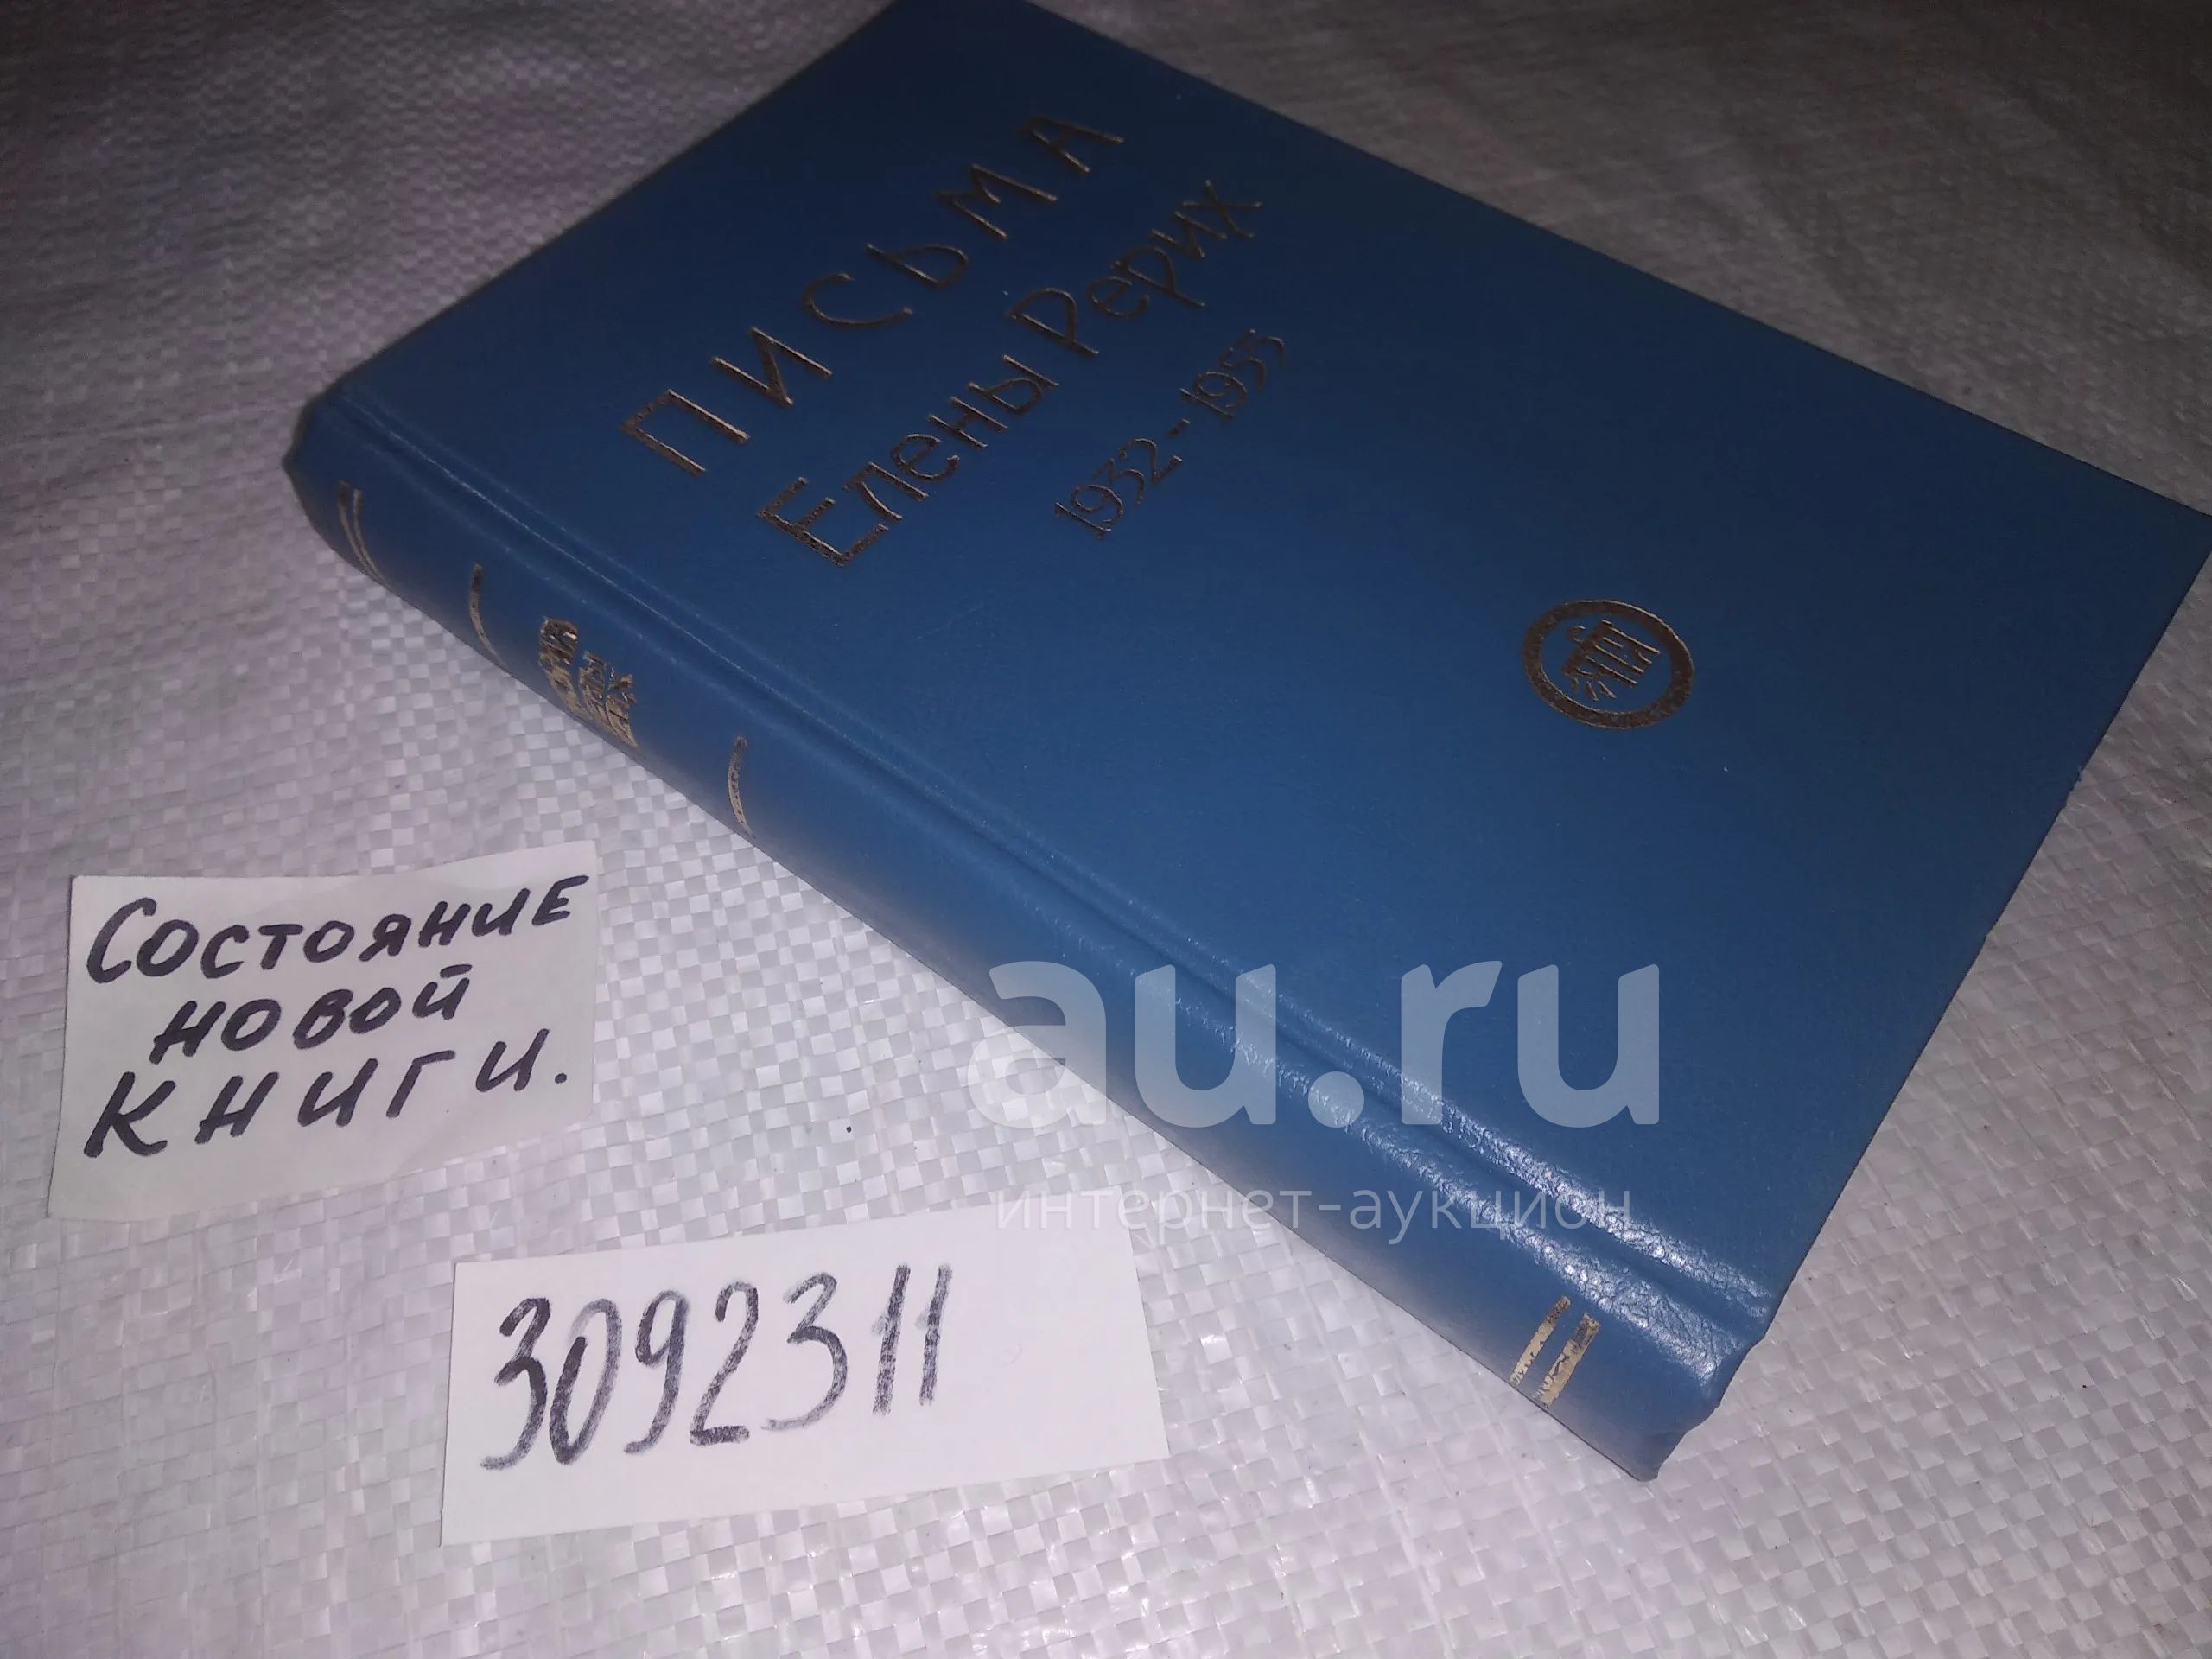 ПИСЬМА
Елены Рерих
1932-1955
Состояние
новой
книги.
3092311
au.ru
интернет-аукцион